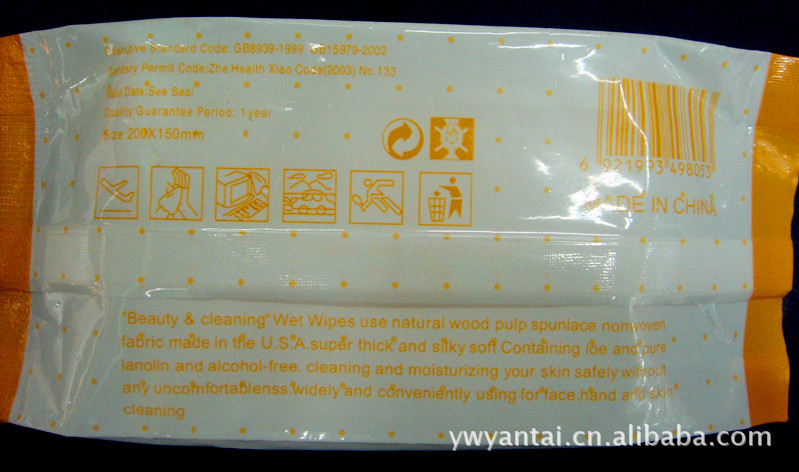 Executive Standard Code: GB8939-1999 GB15979-2002
Sanitary Permit Code:Zhe Health Xiao Code(2003) No.133
Valid Date:See Seal
Quality Guarantee Period: 1 year
Size:200X150mm
6 921993 498053
MADE IN CHINA
"Beauty & cleaning" Wet Wipes use natural wood pulp spunlace nonwoven
fabric made in the U.S.A.super thick and silky soft Containing loe and pure
lanolin and alcohol-free. cleaning and moisturizing your skin safely without
any uncomfortablenss.widely and conveniently using for face.hand and skin
cleaning
ywyantai.cn.alibaba.com